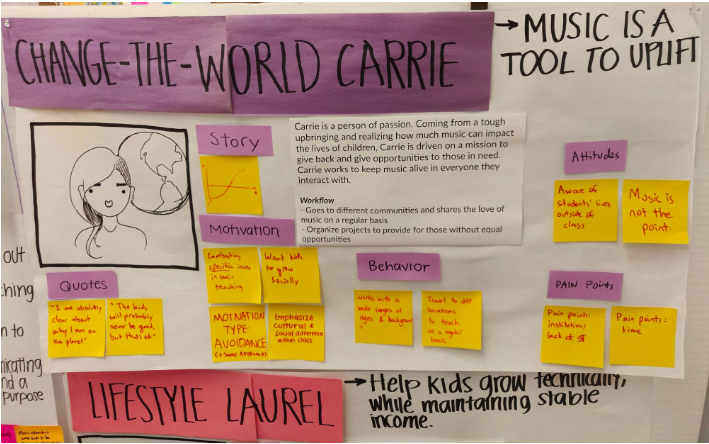 CHANGE-THE-WORLD CARRIE
→ MUSIC IS A
TOOL TO UPLIFT
Story
Carrie is a person of passion. Coming from a tough
upbringing and realizing how much music can impact
the lives of children, Carrie is driven on a mission to
give back and give opportunities to those in need.
Carrie works to keep music alive in everyone they
interact with.
Workflow
- Goes to different communities and shares the love of
music on a regular basis
- Organize projects to provide for those without equal
opportunities
Attitudes
Aware of
students' lives
outside of
class
Music is
not the
point.
Motivation
Combating
specific issues
in their
teaching
Want kids
to grow
socially
MOTIVATION
TYPE:
AVOIDANCE
Emphasize
cultural &
social difference
within class
Behavior
works with a
wide ranges of
ages &
Travel to diff
locations
to teach
on a regular
basis
Quotes
"I am absolutely
clear about
why I am on
the planet"
"The kids
will probably
never be good,
but thats ok"
PAIN Points
Pain points:
institution,
lack of $$
Pain points:
time
out
ching
n to
nd a
purpose
LIFESTYLE LAUREL
→ Help kids grow technically,
while maintaining stable
income.